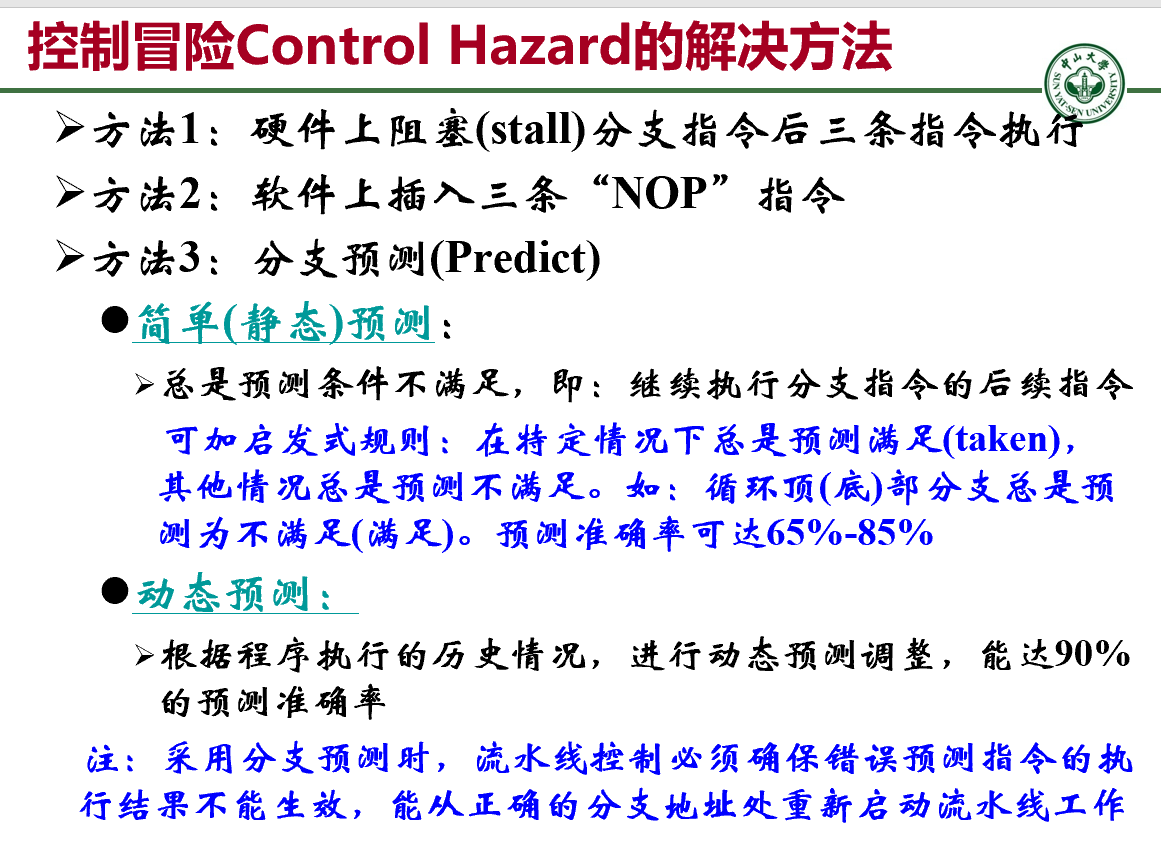 控制冒险Control Hazard的解决方法
中山大学
SUN YAT-SEN UNIVERSITY
➢方法1：硬件上阻塞(stall)分支指令后三条指令执行
➢方法2：软件上插入三条“NOP”指令
➢方法3：分支预测(Predict)
●简单(静态)预测：
➢总是预测条件不满足，即：继续执行分支指令的后续指令
可加启发式规则：在特定情况下总是预测满足(taken)，
其他情况总是预测不满足。如：循环顶(底)部分支总是预
测为不满足(满足)。预测准确率可达65%-85%
●动态预测：
➢根据程序执行的历史情况，进行动态预测调整，能达90%
的预测准确率
注：采用分支预测时，流水线控制必须确保错误预测指令的执
行结果不能生效，能从正确的分支地址处重新启动流水线工作